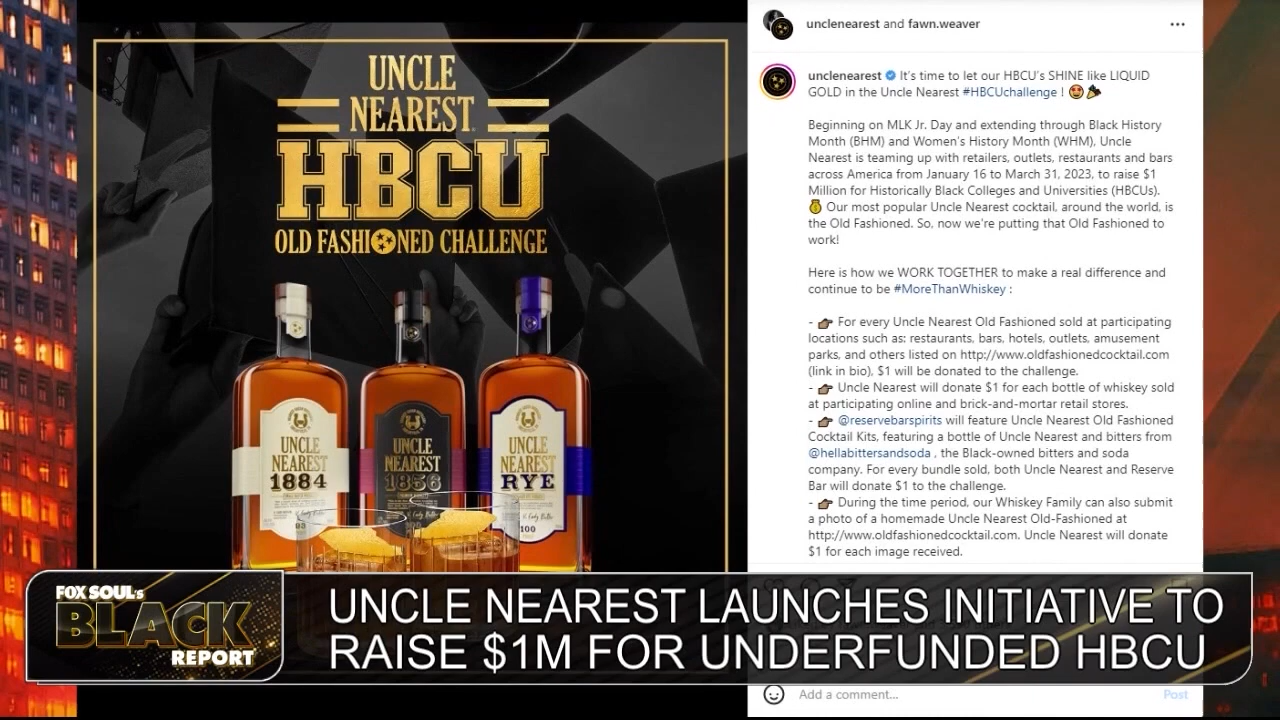 UNCLE
NEAREST
HBCU
OLD FASHIONED CHALLENGE
UNCLE
NEAREST
1884
UNCLE
NEAREST
1856
UNCLE
NEAREST
RYE
100
unclenearest and fawn.weaver
unclenearest It's time to let our HBCU's SHINE like LIQUID
GOLD in the Uncle Nearest #HBCUchallenge ! 😍🎉
Beginning on MLK Jr. Day and extending through Black History
Month (BHM) and Women's History Month (WHM), Uncle
Nearest is teaming up with retailers, outlets, restaurants and bars
across America from January 16 to March 31, 2023, to raise $1
Million for Historically Black Colleges and Universities (HBCUs).
💰 Our most popular Uncle Nearest cocktail, around the world, is
the Old Fashioned. So, now we're putting that Old Fashioned to
work!
Here is how we WORK TOGETHER to make a real difference and
continue to be #MoreThanWhiskey :
- 👉🏾 For every Uncle Nearest Old Fashioned sold at participating
locations such as: restaurants, bars, hotels, outlets, amusement
parks, and others listed on http://www.oldfashionedcocktail.com
(link in bio), $1 will be donated to the challenge.
- 👉🏾 Uncle Nearest will donate $1 for each bottle of whiskey sold
at participating online and brick-and-mortar retail stores.
- 👉🏾 @reservebarspirits will feature Uncle Nearest Old Fashioned
Cocktail Kits, featuring a bottle of Uncle Nearest and bitters from
@hellabittersandsoda , the Black-owned bitters and soda
company. For every bundle sold, both Uncle Nearest and Reserve
Bar will donate $1 to the challenge.
- 👉🏾 During the time period, our Whiskey Family can also submit
a photo of a homemade Uncle Nearest Old-Fashioned at
http://www.oldfashionedcocktail.com. Uncle Nearest will donate
$1 for each image received.
FOX SOUL's
BLACK
REPORT
UNCLE NEAREST LAUNCHES INITIATIVE TO
RAISE $1M FOR UNDERFUNDED HBCU
Add a comment...
Post